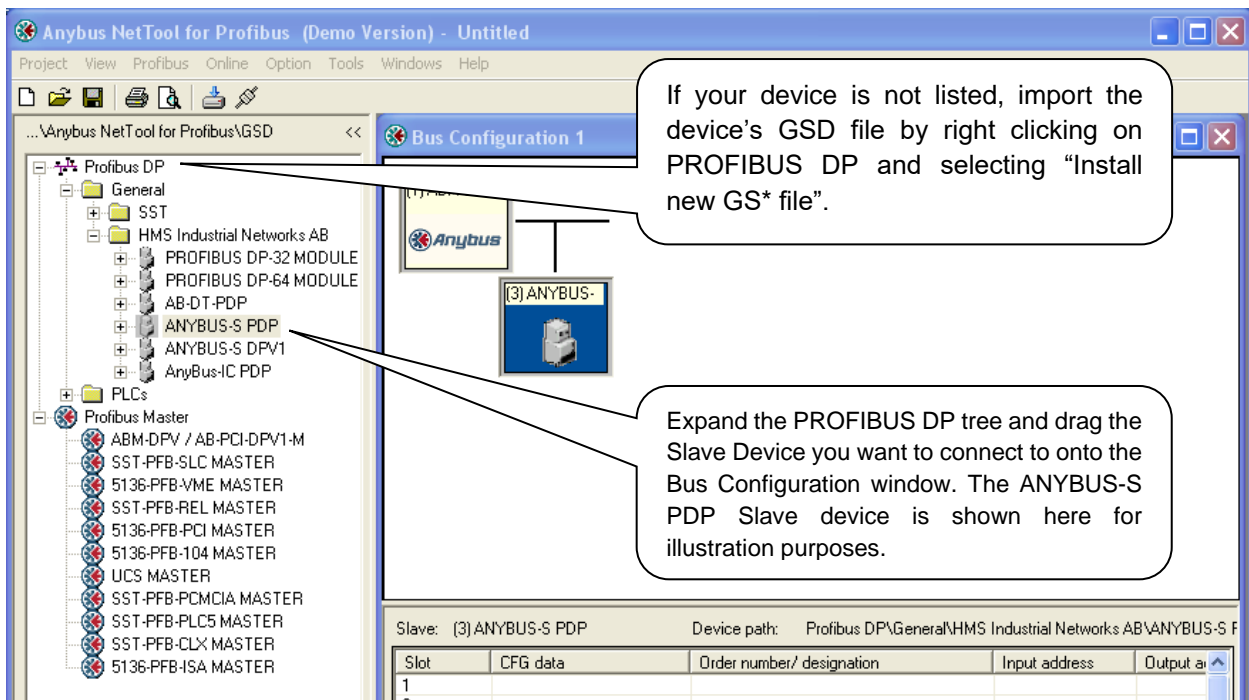 Anybus NetTool for Profibus (Demo Version) - Untitled
Project View Profibus Online Option Tools Windows Help
...\Anybus NetTool for Profibus\GSD <<
Profibus DP
General
SST
HMS Industrial Networks AB
PROFIBUS DP-32 MODULE
PROFIBUS DP-64 MODULE
AB-DT-PDP
ANYBUS-S PDP
ANYBUS-S DPV1
AnyBus-IC PDP
PLCs
Profibus Master
ABM-DPV / AB-PCI-DPV1-M
SST-PFB-SLC MASTER
5136-PFB-VME MASTER
SST-PFB-REL MASTER
5136-PFB-PCI MASTER
5136-PFB-104 MASTER
UCS MASTER
SST-PFB-PCMCIA MASTER
SST-PFB-PLC5 MASTER
SST-PFB-CLX MASTER
5136-PFB-ISA MASTER
Bus Configuration 1
Anybus
(3) ANYBUS-
If your device is not listed, import the
device’s GSD file by right clicking on
PROFIBUS DP and selecting “Install
new GS* file”.
Expand the PROFIBUS DP tree and drag the
Slave Device you want to connect to onto the
Bus Configuration window. The ANYBUS-S
PDP Slave device is shown here for
illustration purposes.
Slave: (3) ANYBUS-S PDP Device path: Profibus DP\General\HMS Industrial Networks AB\ANYBUS-S
Slot CFG data Order number/ designation Input address Output
1